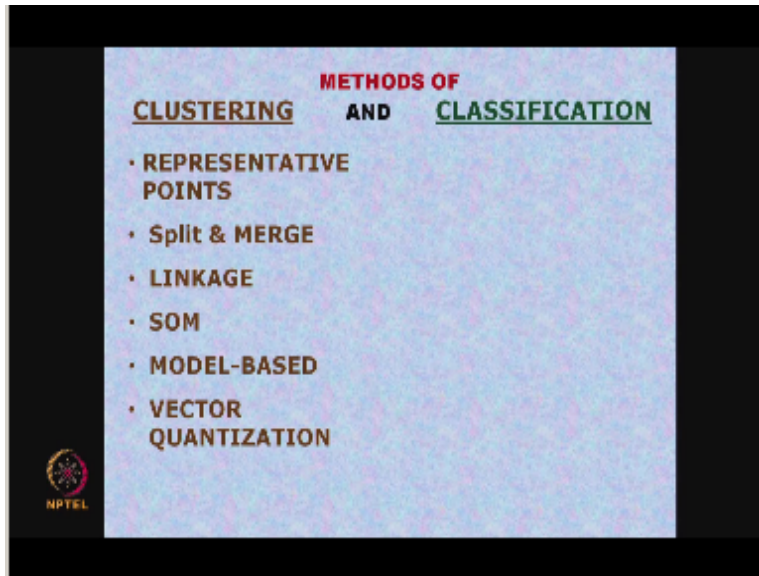 METHODS OF
CLUSTERING AND CLASSIFICATION
· REPRESENTATIVE
POINTS
· Split & MERGE
· LINKAGE
· SOM
· MODEL-BASED
· VECTOR
QUANTIZATION
NPTEL